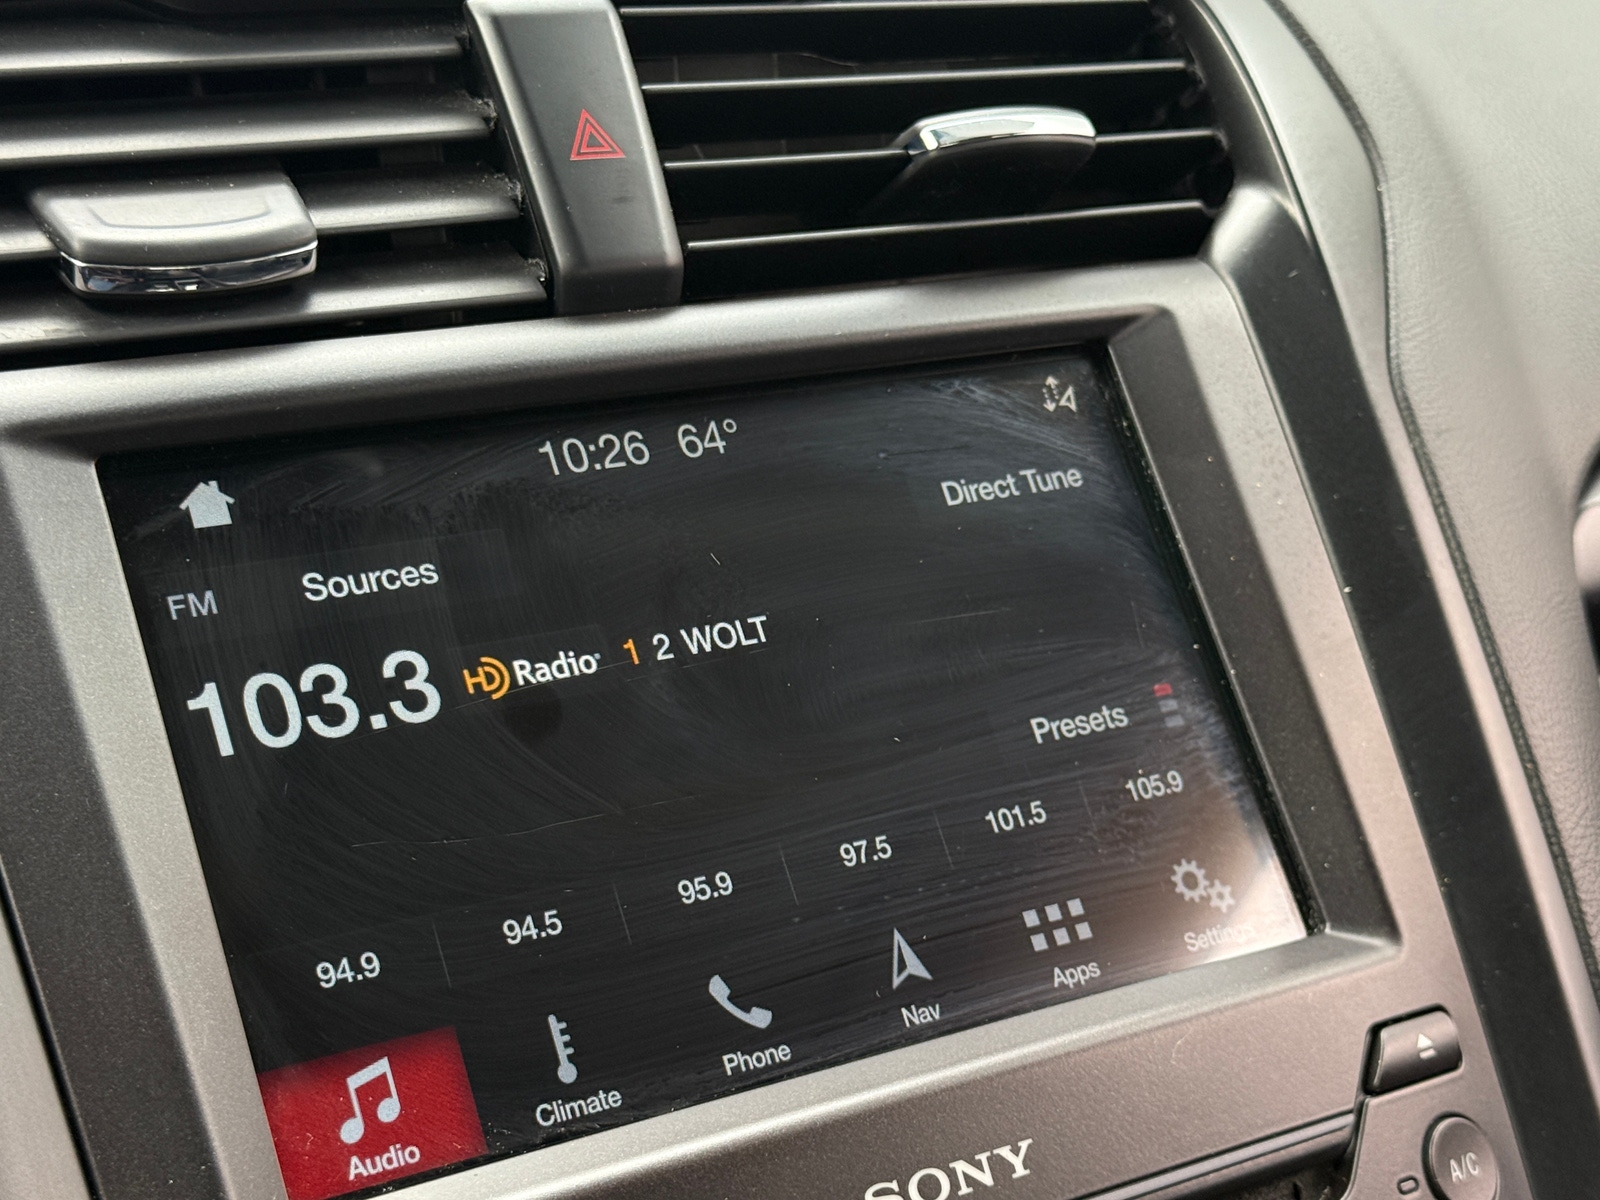 10:26 64°
Direct Tune
FM Sources
103.3 HD Radio 1 2 WOLT
Presets
94.9 94.5 95.9 97.5 101.5 105.9
Audio Climate Phone Nav Apps Settings
SONY
A/C